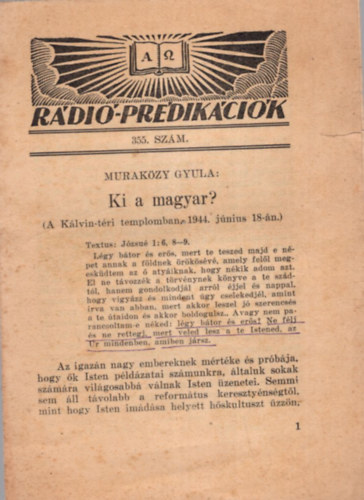 Α Ω
RÁDIÓ-PRÉDIKÁCIÓK
355. SZÁM.
MURAKÖZY GYULA:
Ki a magyar?
(A Kálvin-téri templomban, 1944. június 18-án.)
Textus: Józsué 1:6, 8—9.
Légy bátor és erős, mert te teszed majd e né-
pet annak a földnek örökösévé, amely felől meg-
esküdtem az ő atyáiknak, hogy nékik adom azt.
El ne távozzék a törvénynek könyve a te szád-
tól, hanem gondolkodjál arról éjjel és nappal,
hogy vigyázz és mindent úgy cselekedjél, amint
írva van abban, mert akkor leszel jó szerencsés
a te útaidon és akkor boldogulsz. Avagy nem pa-
rancsoltam-e néked: légy bátor és erős! Ne félj
és ne rettegj, mert veled lesz a te Istened, az
Úr mindenben, amiben jársz.
Az igazán nagy embereknek mértéke és próbája,
hogy ők Isten példázatai számunkra, általuk sokak
számára világosabbá válnak Isten üzenetei. Semmi
sem áll távolabb a református keresztyénségtől,
mint hogy Isten imádása helyett hőskultuszt űzzön,
1